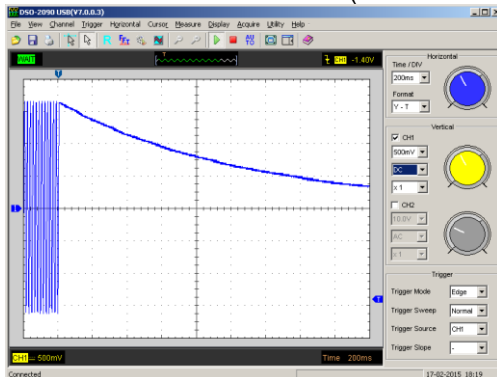 DSO-2090 USB(V7.0.0.3)
File View Channel Trigger Horizontal Cursor Measure Display Acquire Utility Help
WAIT CH1 -1.40V
T
1
T
CH1 500mV Time 200ms
Horizontal
Time / DIV
200ms
Format
Y - T
Vertical
CH1
500mV
DC
x 1
CH2
10.0V
AC
x 1
Trigger
Trigger Mode Edge
Trigger Sweep Normal
Trigger Source CH1
Trigger Slope -
Connected 17-02-2015 18:19